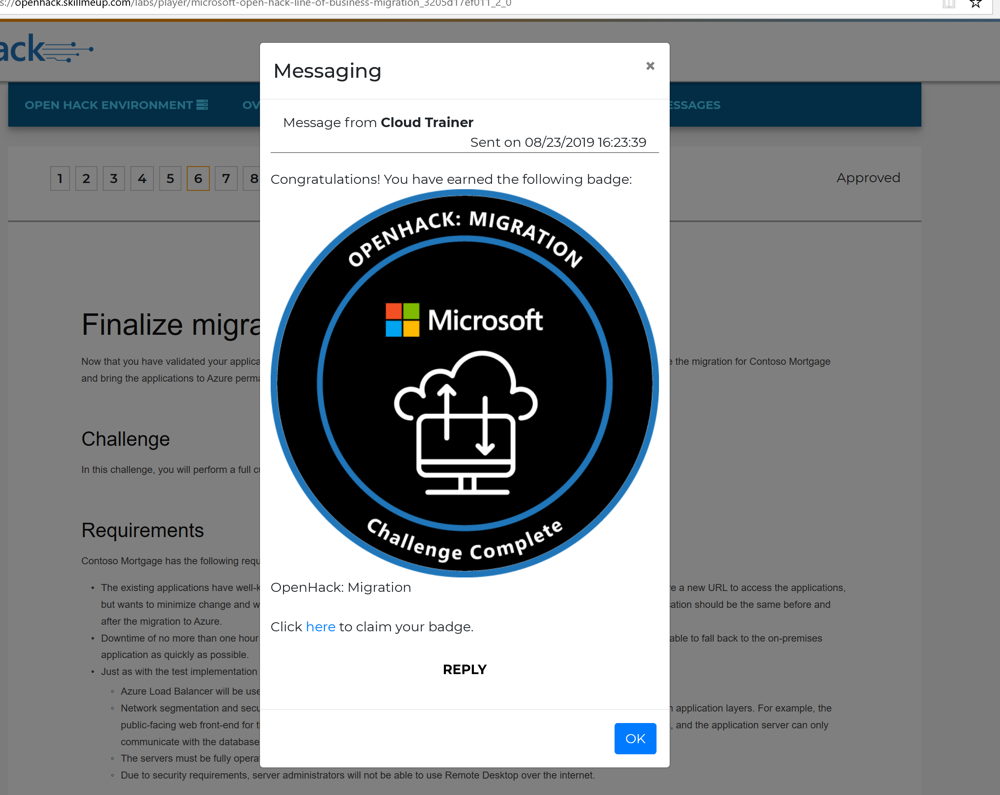 s://openhack.skillmeup.com/labs/player/microsoft-open-hack-line-of-business-migration_3205d17ef011_2_0
ack
OPEN HACK ENVIRONMENT
OV
ESSAGES
1 2 3 4 5 6 7 8
Approved
Messaging
×
Message from Cloud Trainer
Sent on 08/23/2019 16:23:39
Congratulations! You have earned the following badge:
OPENHACK: MIGRATION
Microsoft
Challenge Complete
OpenHack: Migration
Click here to claim your badge.
REPLY
OK
Finalize migra
Now that you have validated your applica
e the migration for Contoso Mortgage
and bring the applications to Azure perma
Challenge
In this challenge, you will perform a full cu
Requirements
Contoso Mortgage has the following requ
• The existing applications have well-k
re a new URL to access the applications,
but wants to minimize change and w
ation should be the same before and
after the migration to Azure.
• Downtime of no more than one hour
able to fall back to the on-premises
application as quickly as possible.
• Just as with the test implementation
◦ Azure Load Balancer will be use
◦ Network segmentation and secu
n application layers. For example, the
public-facing web front-end for t
, and the application server can only
communicate with the database
◦ The servers must be fully opera
◦ Due to security requirements, server administrators will not be able to use Remote Desktop over the internet.